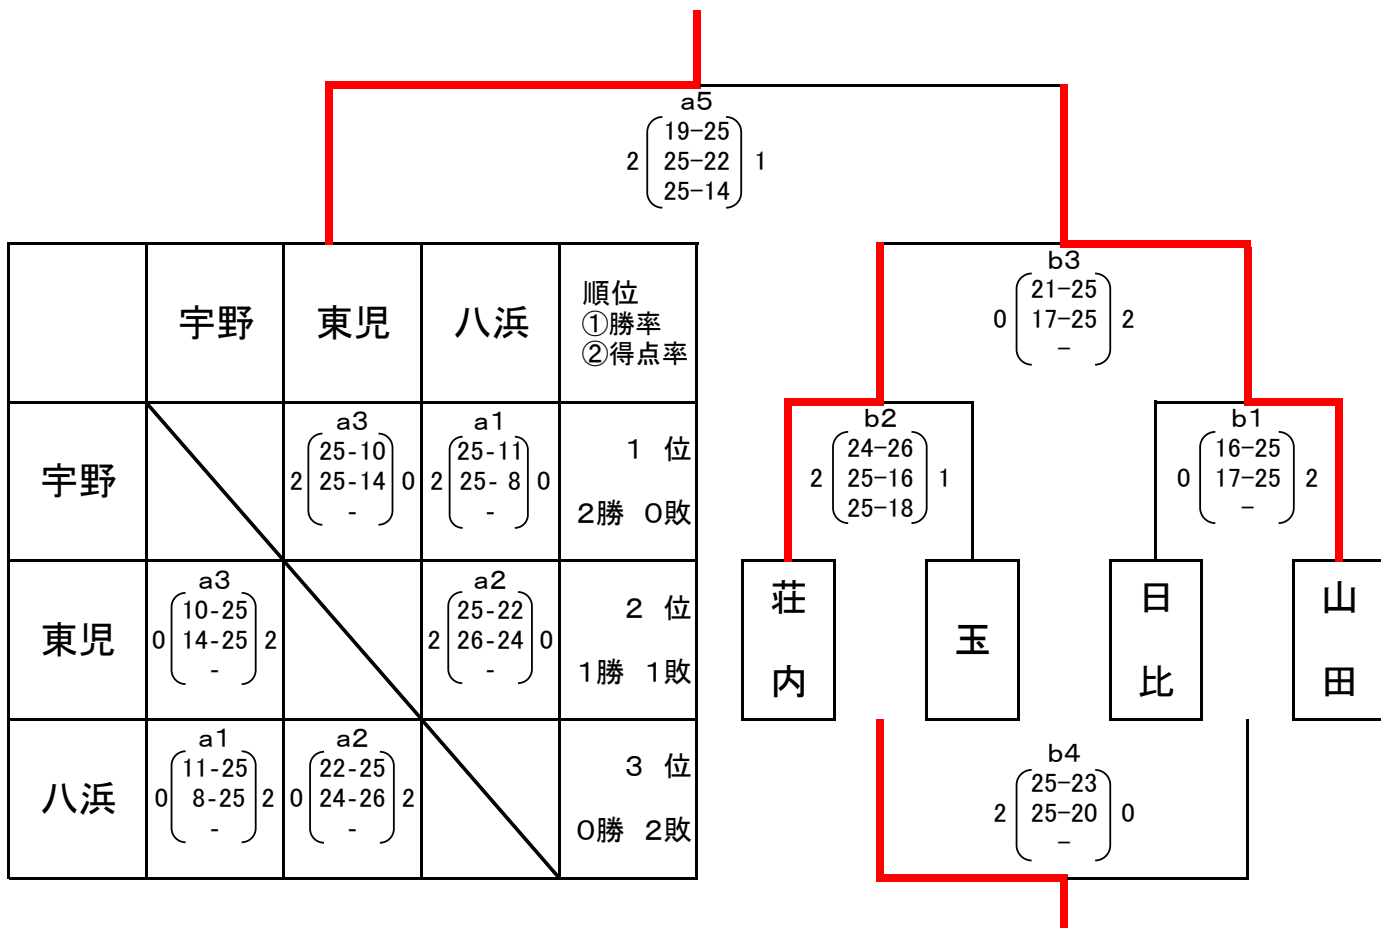 a5
19-25
2 25-22 1
25-14
宇野 東児 八浜 順位
①勝率
②得点率
b3
21-25
0 17-25 2
-
宇野
a3
25-10
2 25-14 0
-
a1
25-11
2 25- 8 0
-
1 位
2勝 0敗
b2
24-26
2 25-16 1
25-18
b1
16-25
0 17-25 2
-
東児
a3
10-25
0 14-25 2
-
a2
25-22
2 26-24 0
-
2 位
1勝 1敗
荘内
玉
日比
山田
八浜
a1
11-25
0 8-25 2
-
a2
22-25
0 24-26 2
-
3 位
0勝 2敗
b4
25-23
2 25-20 0
-